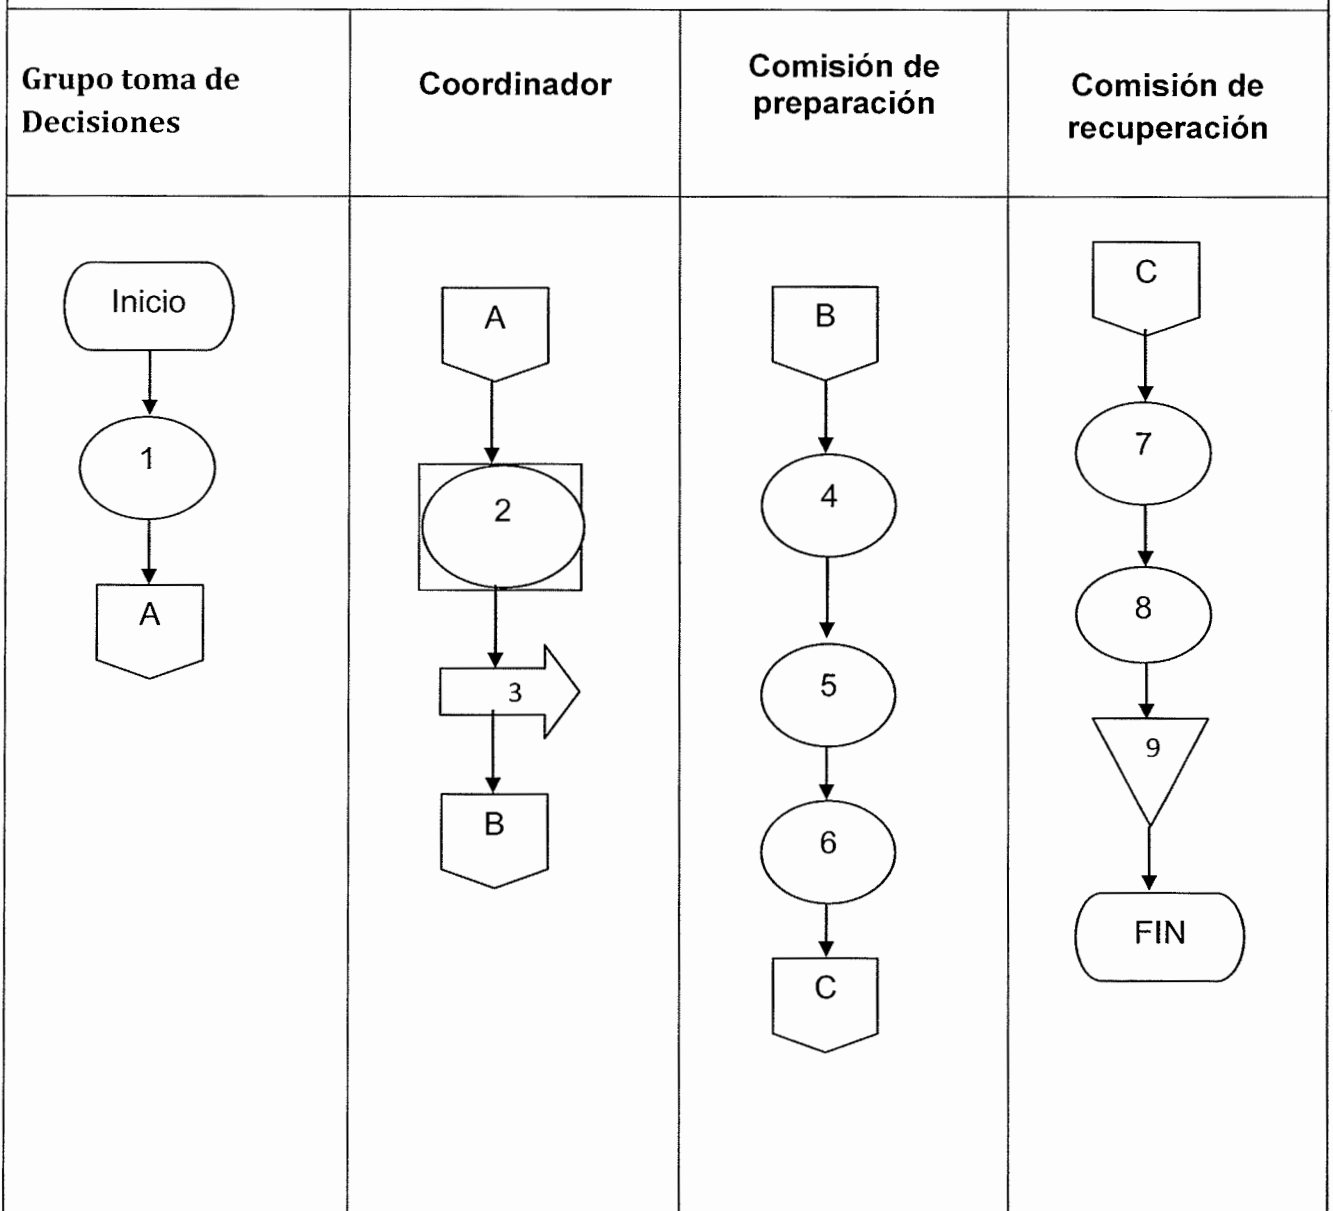 Grupo toma de
Decisiones
Coordinador
Comisión de
preparación
Comisión de
recuperación
Inicio
1
A
A
2
3
B
B
4
5
6
C
C
7
8
9
FIN